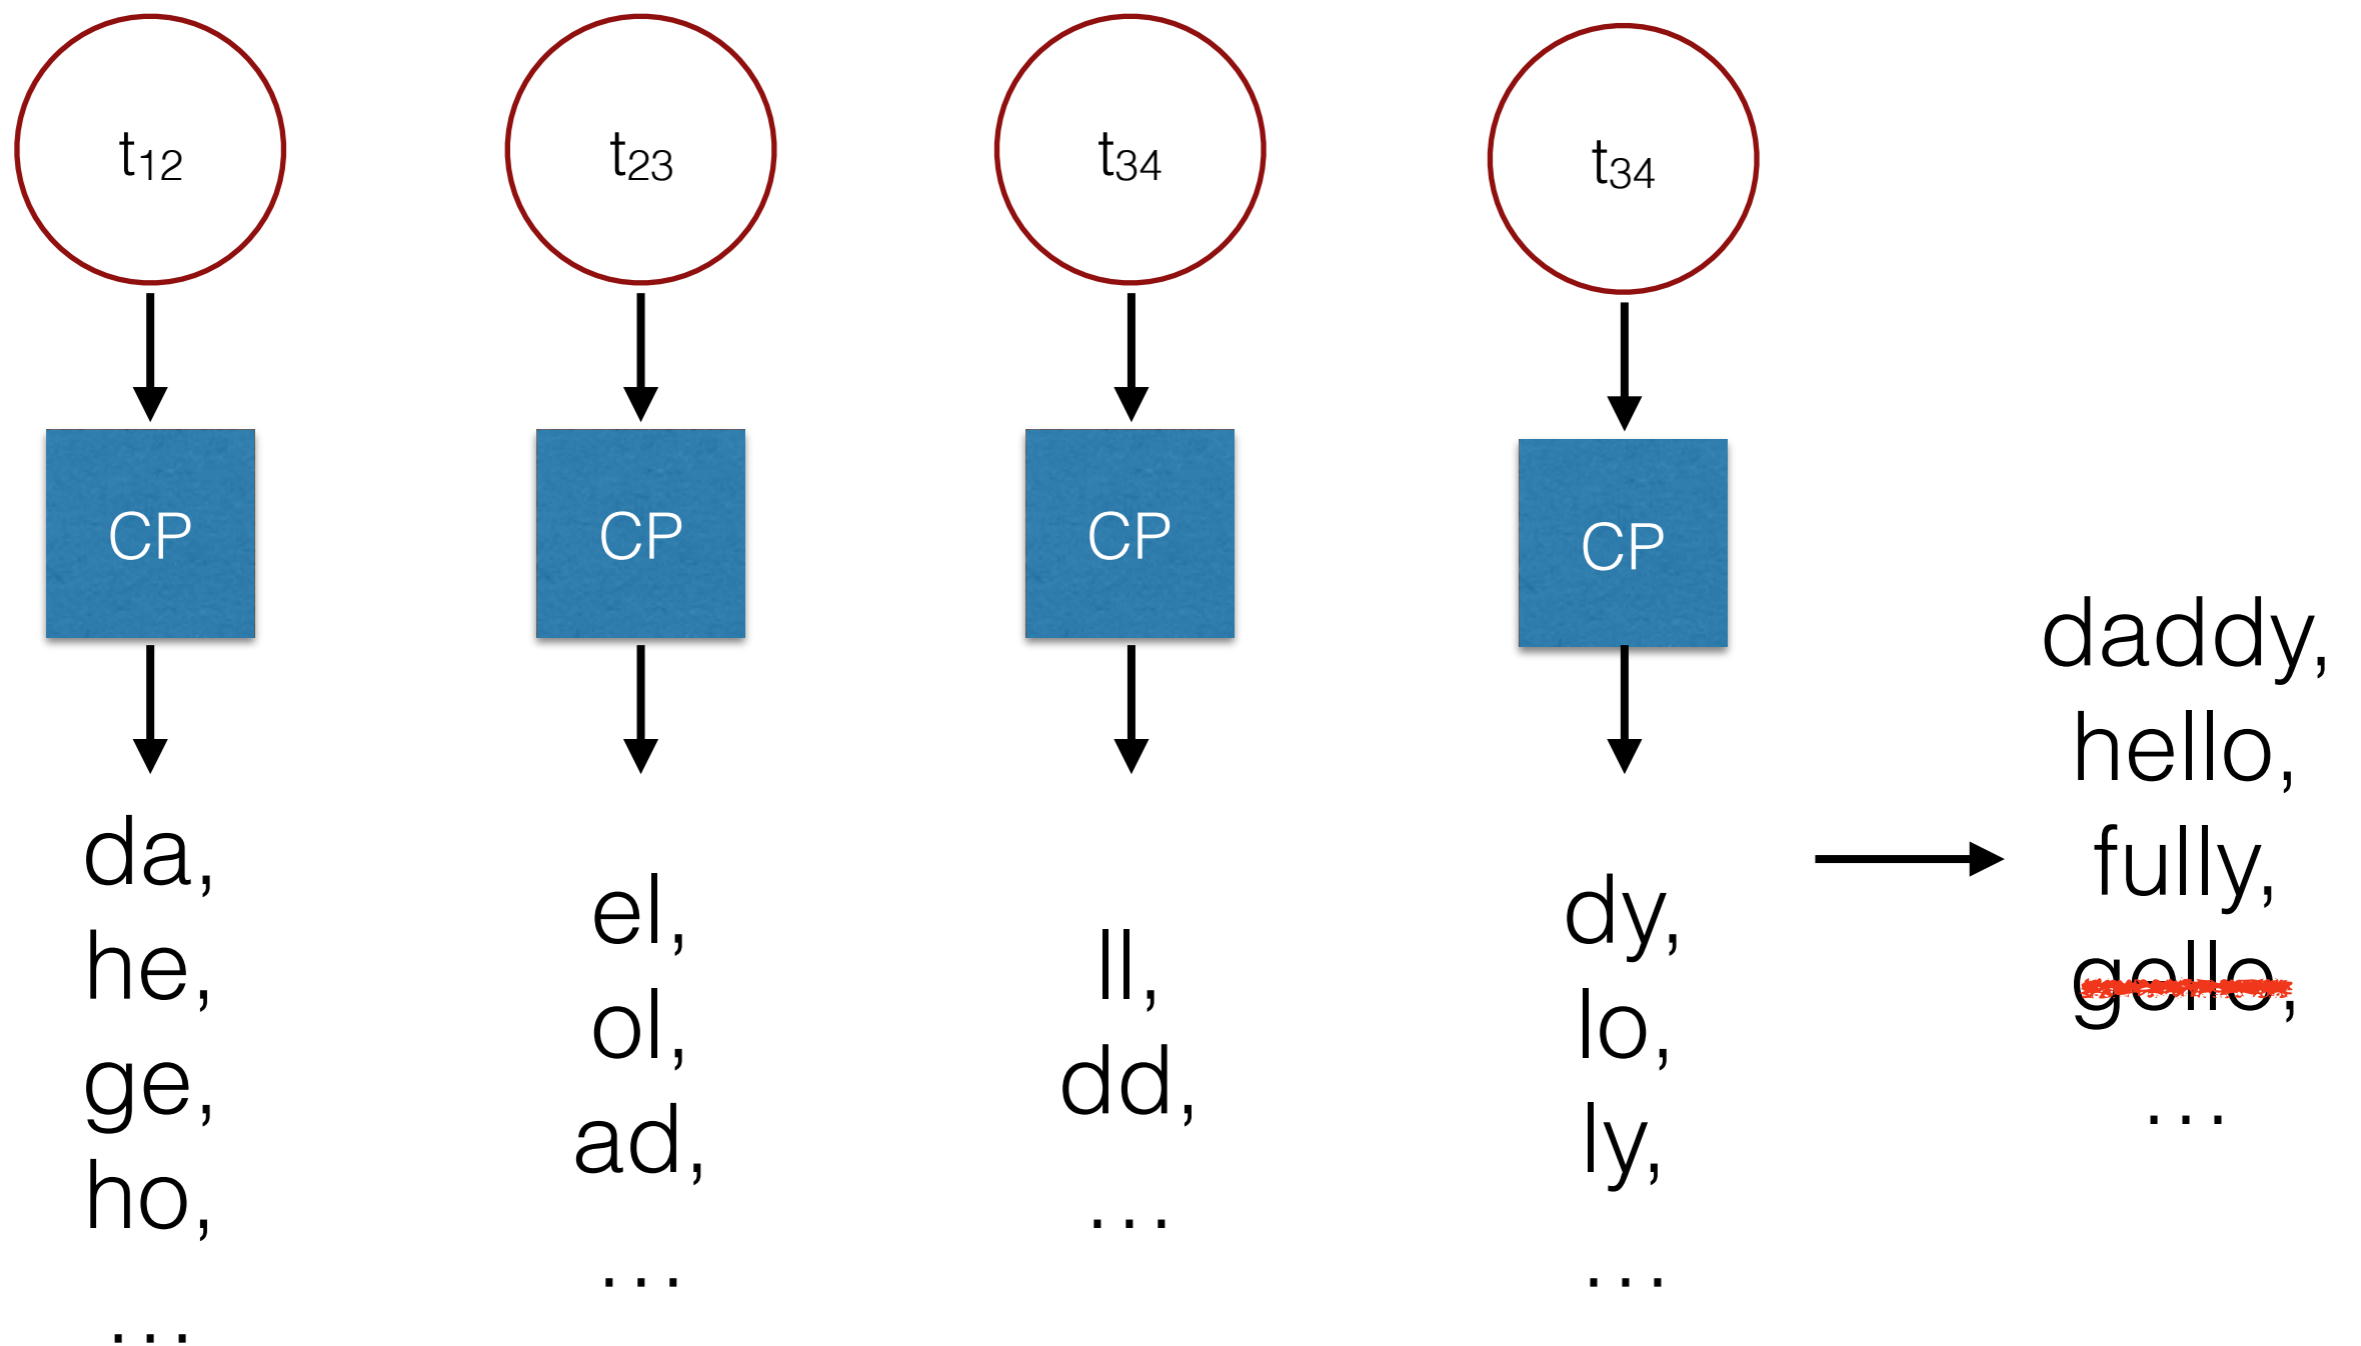 t12
t23
t34
t34
CP
CP
CP
CP
da,
he,
ge,
ho,
...
el,
ol,
ad,
...
ll,
dd,
...
dy,
lo,
ly,
...
daddy,
hello,
fully,
gello,
...